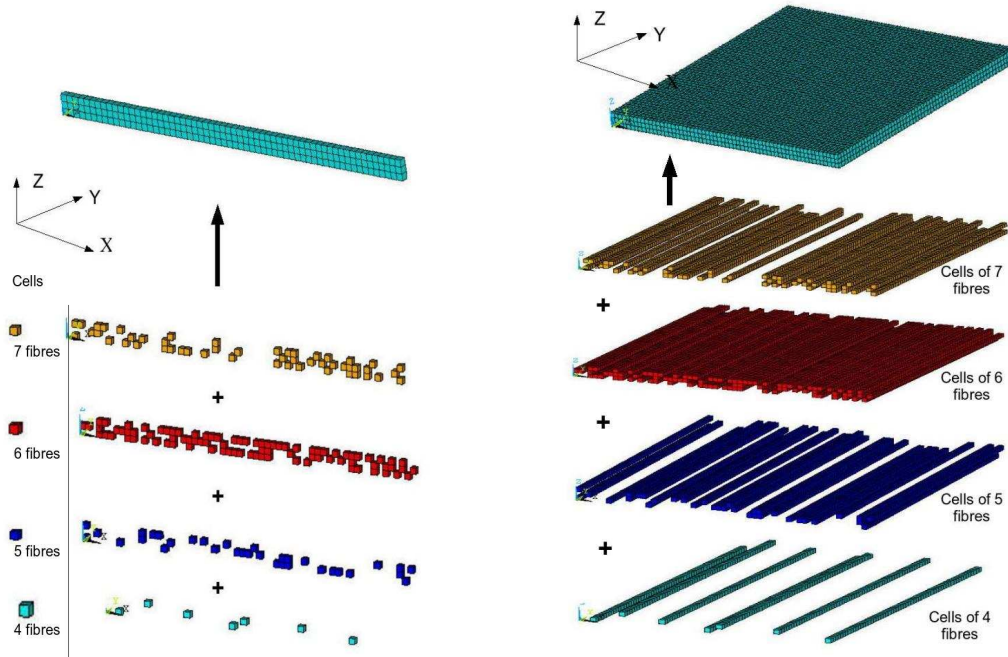 Z
Y
X
Z
Y
X
Cells
7 fibres
+
6 fibres
+
5 fibres
+
4 fibres
Cells of 7
fibres
+
Cells of 6
fibres
+
Cells of 5
fibres
+
Cells of 4
fibres